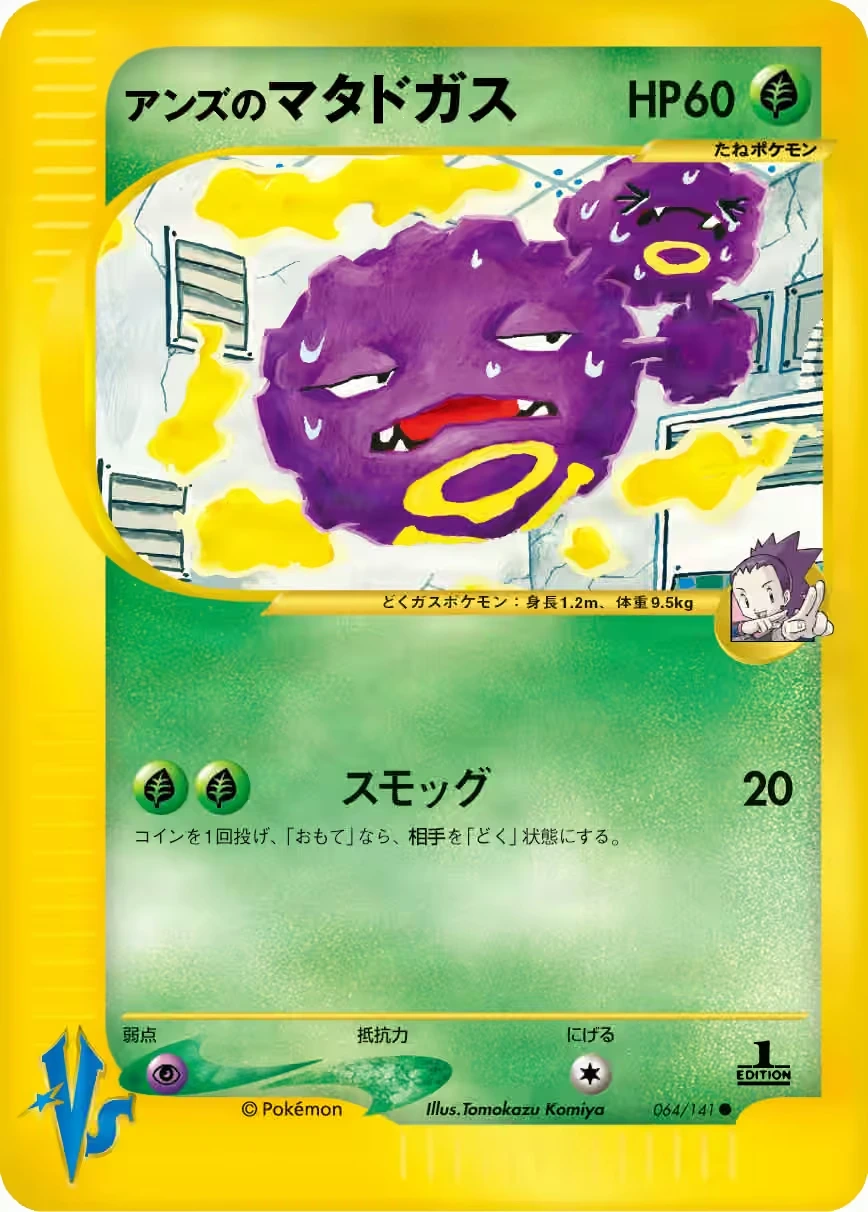 アンズのマタドガス HP60
たねポケモン
どくガスポケモン：身長1.2m、体重9.5kg
スモッグ 20
コインを1回投げ、「おもて」なら、相手を「どく」状態にする。
弱点 抵抗力 にげる
1
EDITION
VS
© Pokémon Illus.Tomokazu Komiya 064/141 ●